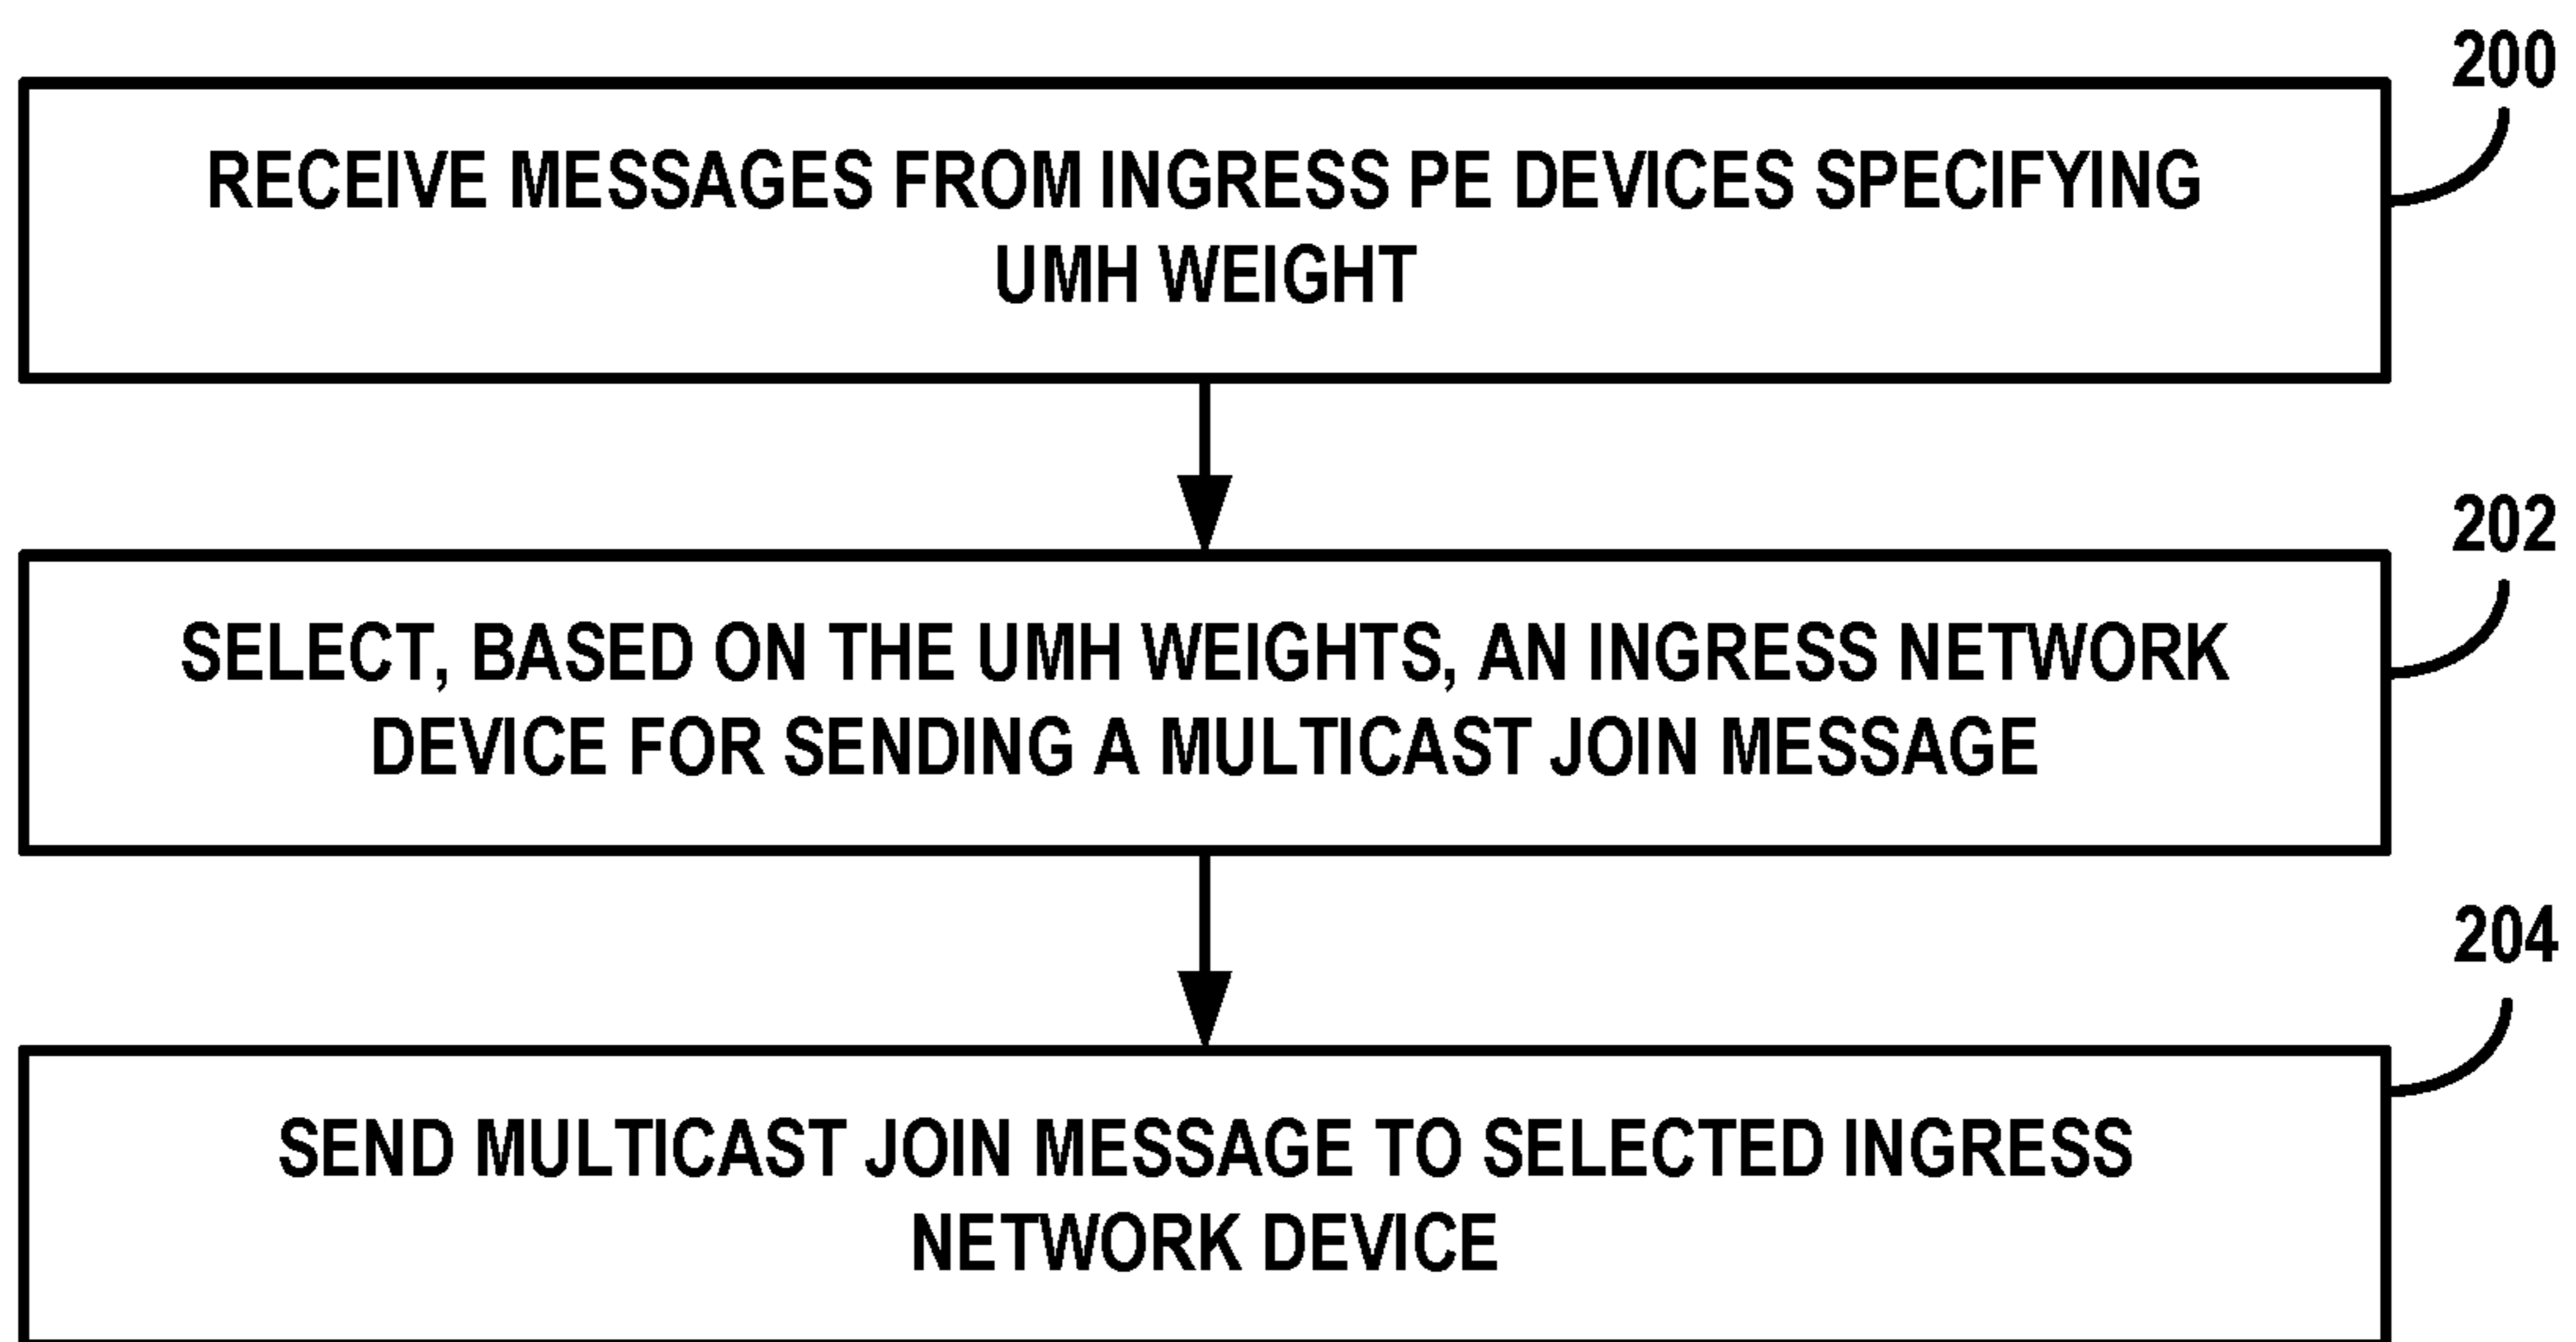 200
RECEIVE MESSAGES FROM INGRESS PE DEVICES SPECIFYING
UMH WEIGHT
202
SELECT, BASED ON THE UMH WEIGHTS, AN INGRESS NETWORK
DEVICE FOR SENDING A MULTICAST JOIN MESSAGE
204
SEND MULTICAST JOIN MESSAGE TO SELECTED INGRESS
NETWORK DEVICE